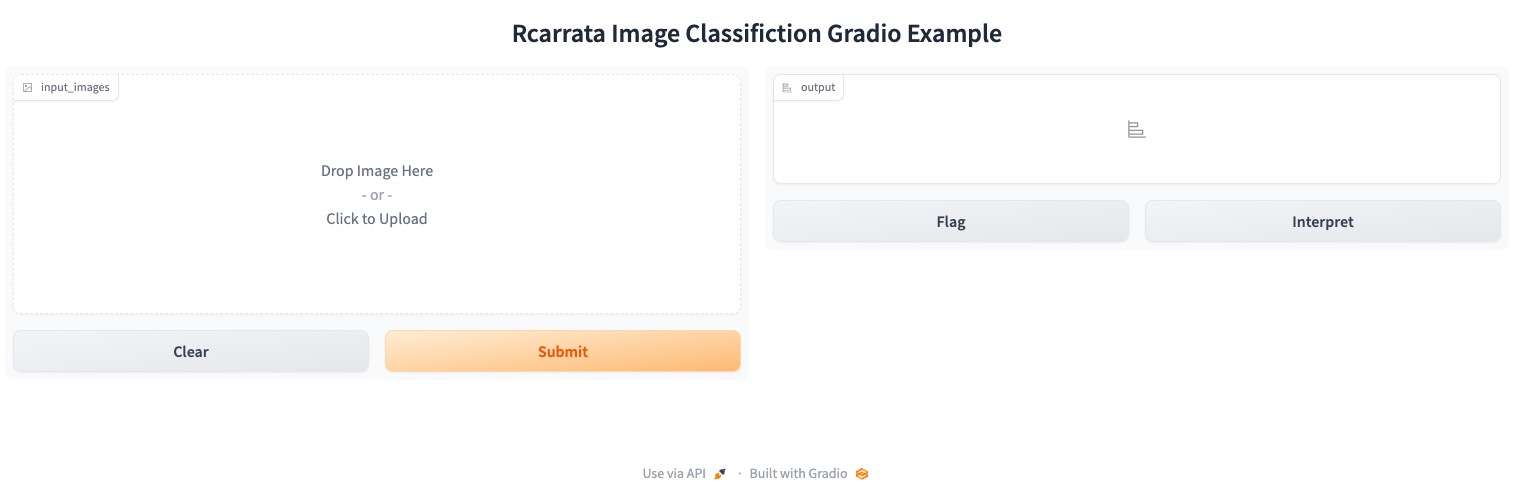 Rcarrata Image Classifiction Gradio Example
input_images
Drop Image Here
- or -
Click to Upload
Clear
Submit
output
Flag
Interpret
Use via API · Built with Gradio